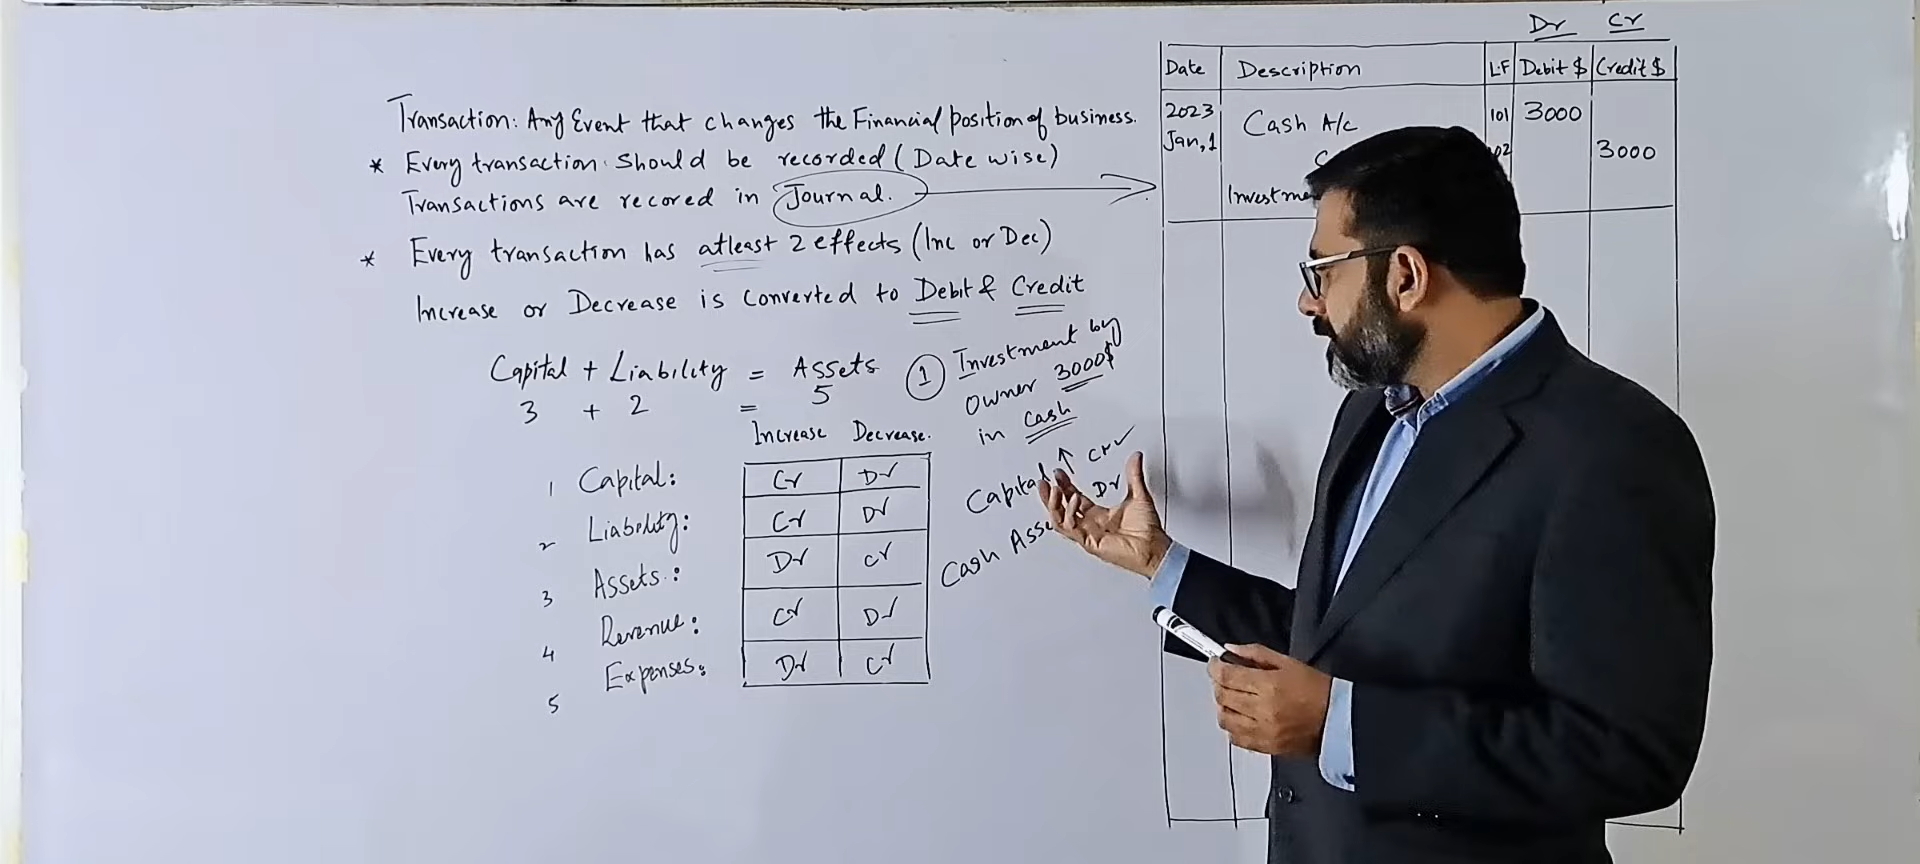 Transaction: Any Event that changes the Financial position of business.
* Every transaction should be recorded (Date wise)
Transactions are recored in Journal.
* Every transaction has atleast 2 effects (Inc or Dec)
Increase or Decrease is converted to Debit & Credit
Capital + Liability = Assets
3 + 2 = 5
Increase Decrease.
1 Capital: Cr Dr
2 Liability: Cr Dr
3 Assets: Dr Cr
4 Revenue: Cr Dr
5 Expenses: Dr Cr
1 Investment by
Owner 3000$
in Cash
Capital ↑ Cr ✓
Cash Dr
Dr Cr
Date Description L.F Debit $ Credit $
2023 Cash A/c 101 3000
Jan, 1 3000